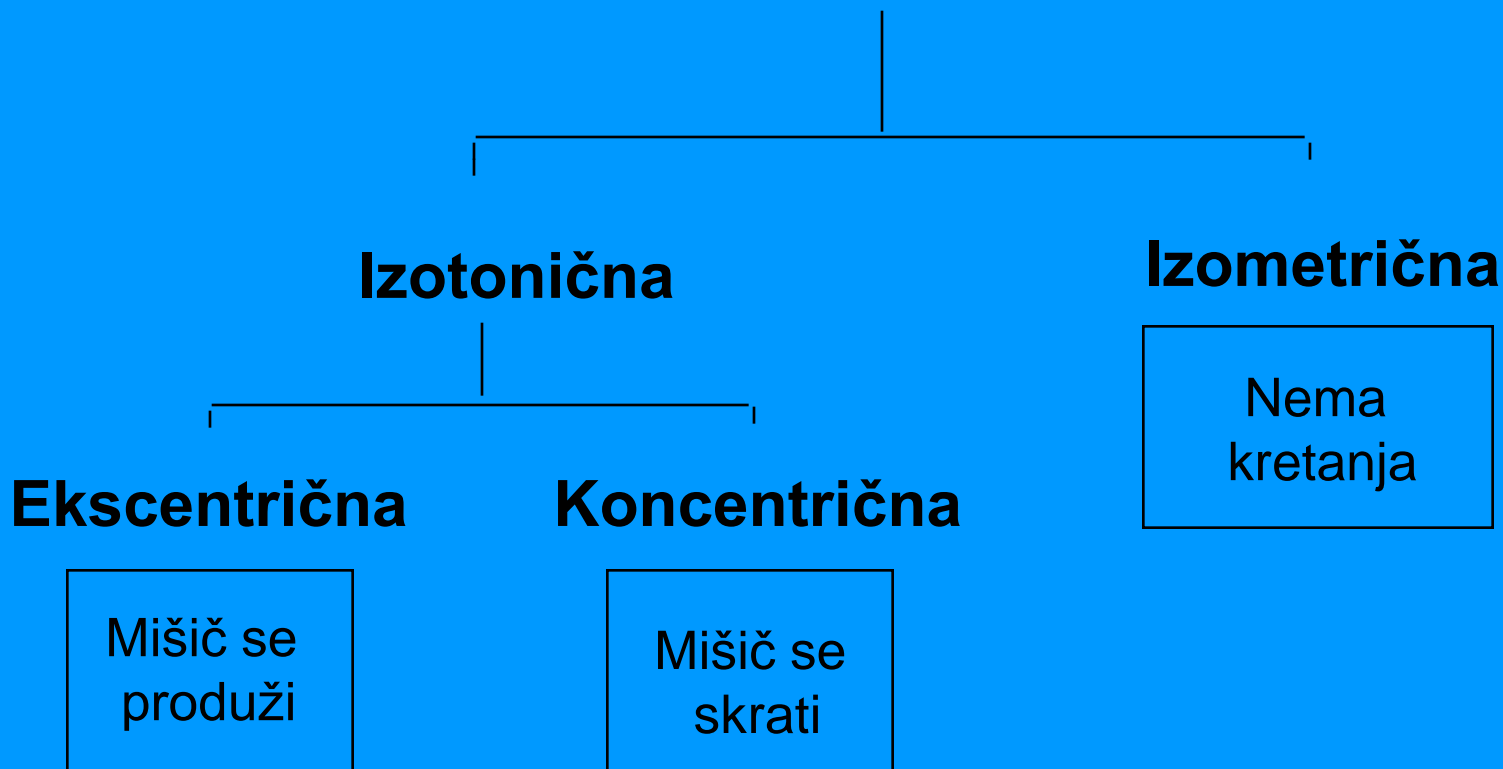 Izotonična
Izometrična
Nema
kretanja
Ekscentrična
Koncentrična
Mišič se
produži
Mišič se
skrati